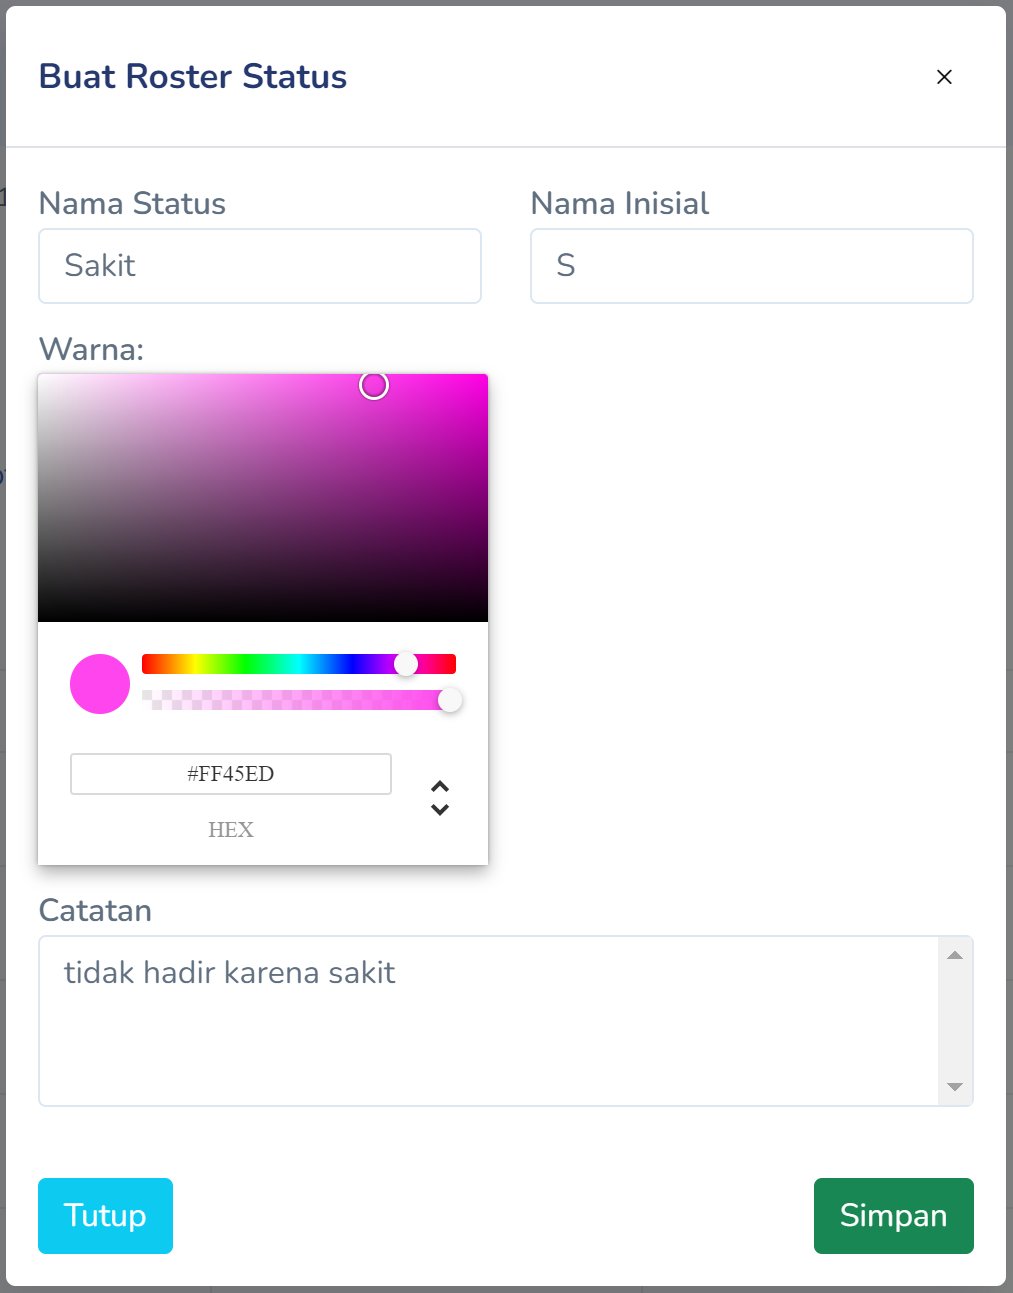 Buat Roster Status
Nama Status
Nama Inisial
Sakit
S
Warna:
#FF45ED
HEX
Catatan
tidak hadir karena sakit
Tutup
Simpan